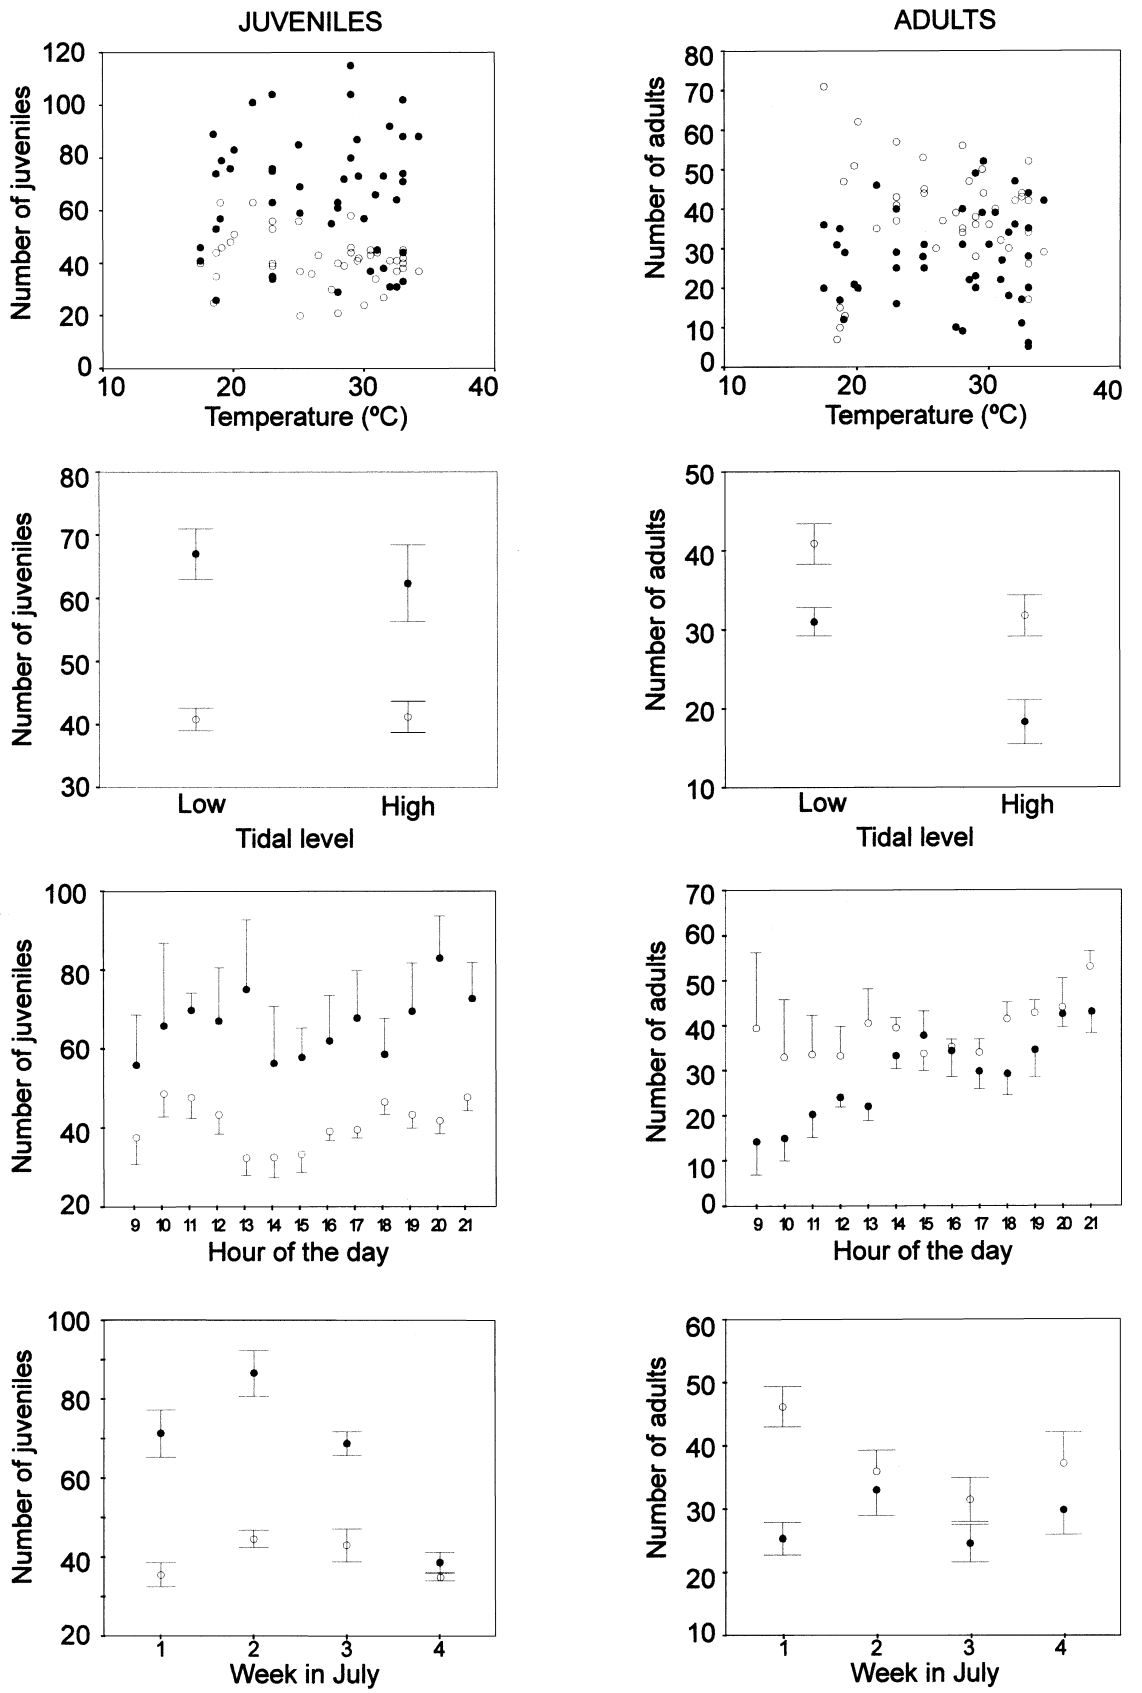 JUVENILES
ADULTS
120
100
80
60
40
20
0
Number of juveniles
10 20 30 40
Temperature (ºC)
80
70
60
50
40
30
20
10
0
Number of adults
10 20 30 40
Temperature (ºC)
80
70
60
50
40
30
Number of juveniles
Low High
Tidal level
50
40
30
20
10
Number of adults
Low High
Tidal level
100
80
60
40
20
Number of juveniles
9 10 11 12 13 14 15 16 17 18 19 20 21
Hour of the day
70
60
50
40
30
20
10
0
Number of adults
9 10 11 12 13 14 15 16 17 18 19 20 21
Hour of the day
100
80
60
40
20
Number of juveniles
1 2 3 4
Week in July
60
50
40
30
20
10
Number of adults
1 2 3 4
Week in July